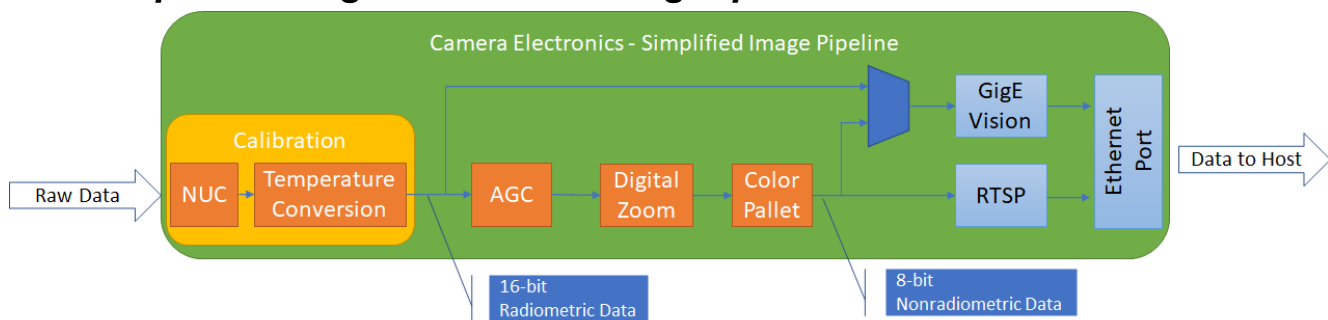 Camera Electronics - Simplified Image Pipeline
GigE
Vision
Calibration
Ethernet
Port
Data to Host
Raw Data
NUC
Temperature
Conversion
AGC
Digital
Zoom
Color
Pallet
RTSP
16-bit
Radiometric Data
8-bit
Nonradiometric Data